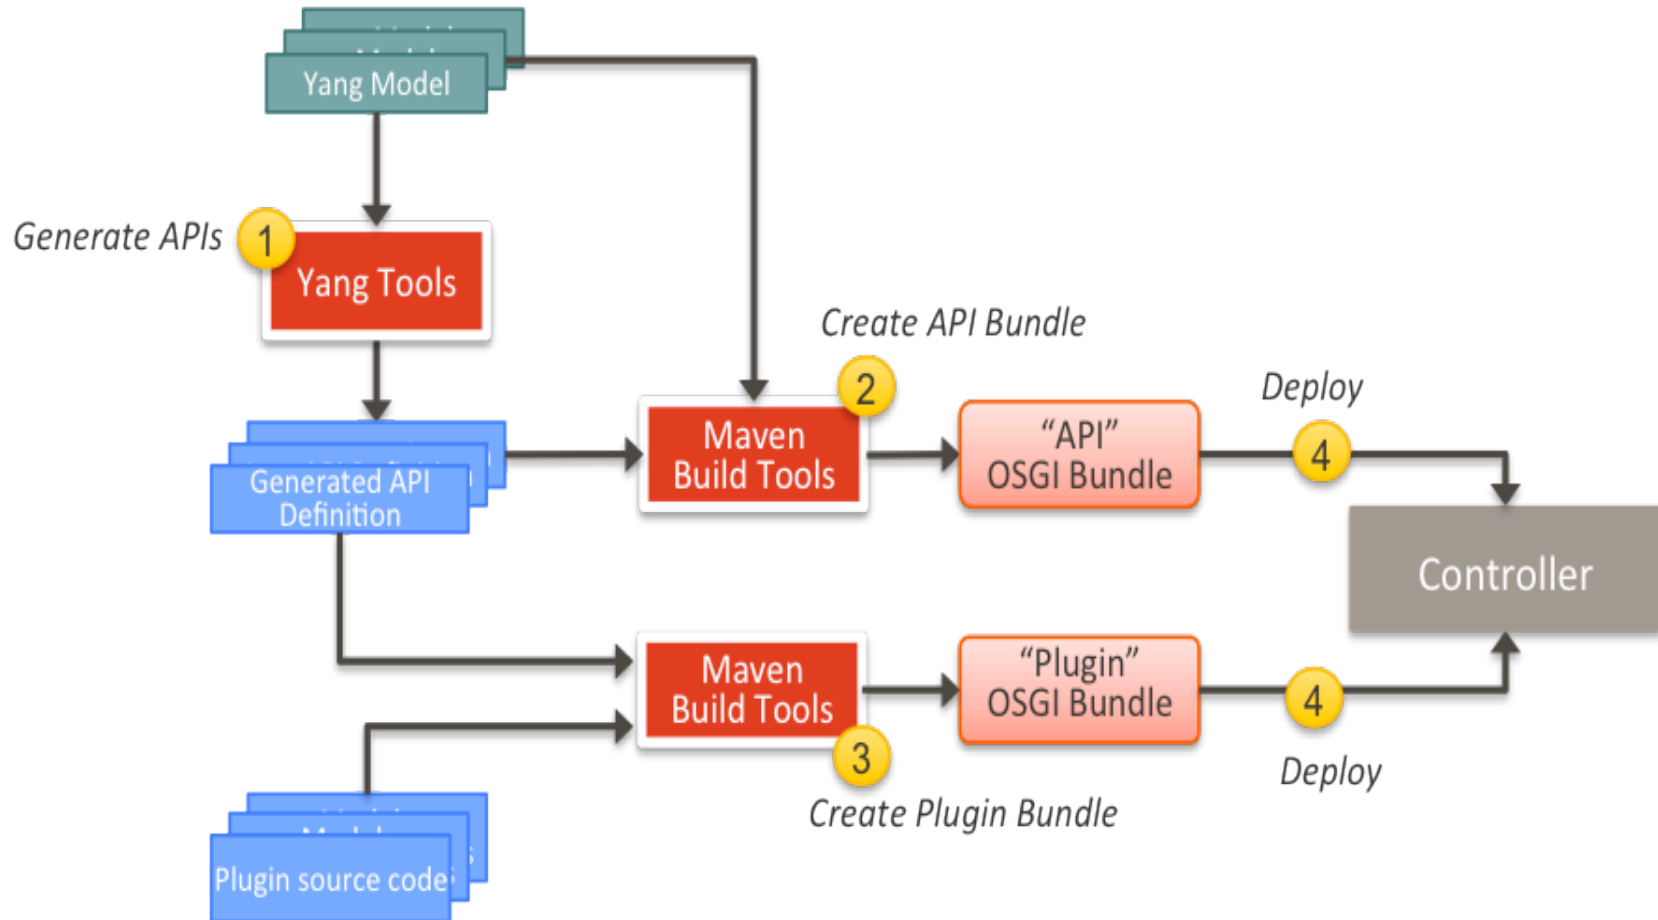 Yang Model
Generate APIs
1
Yang Tools
Create API Bundle
2
Deploy
Maven
Build Tools
“API”
OSGI Bundle
4
Generated API
Definition
Controller
Maven
Build Tools
“Plugin”
OSGI Bundle
4
3
Deploy
Create Plugin Bundle
Plugin source code